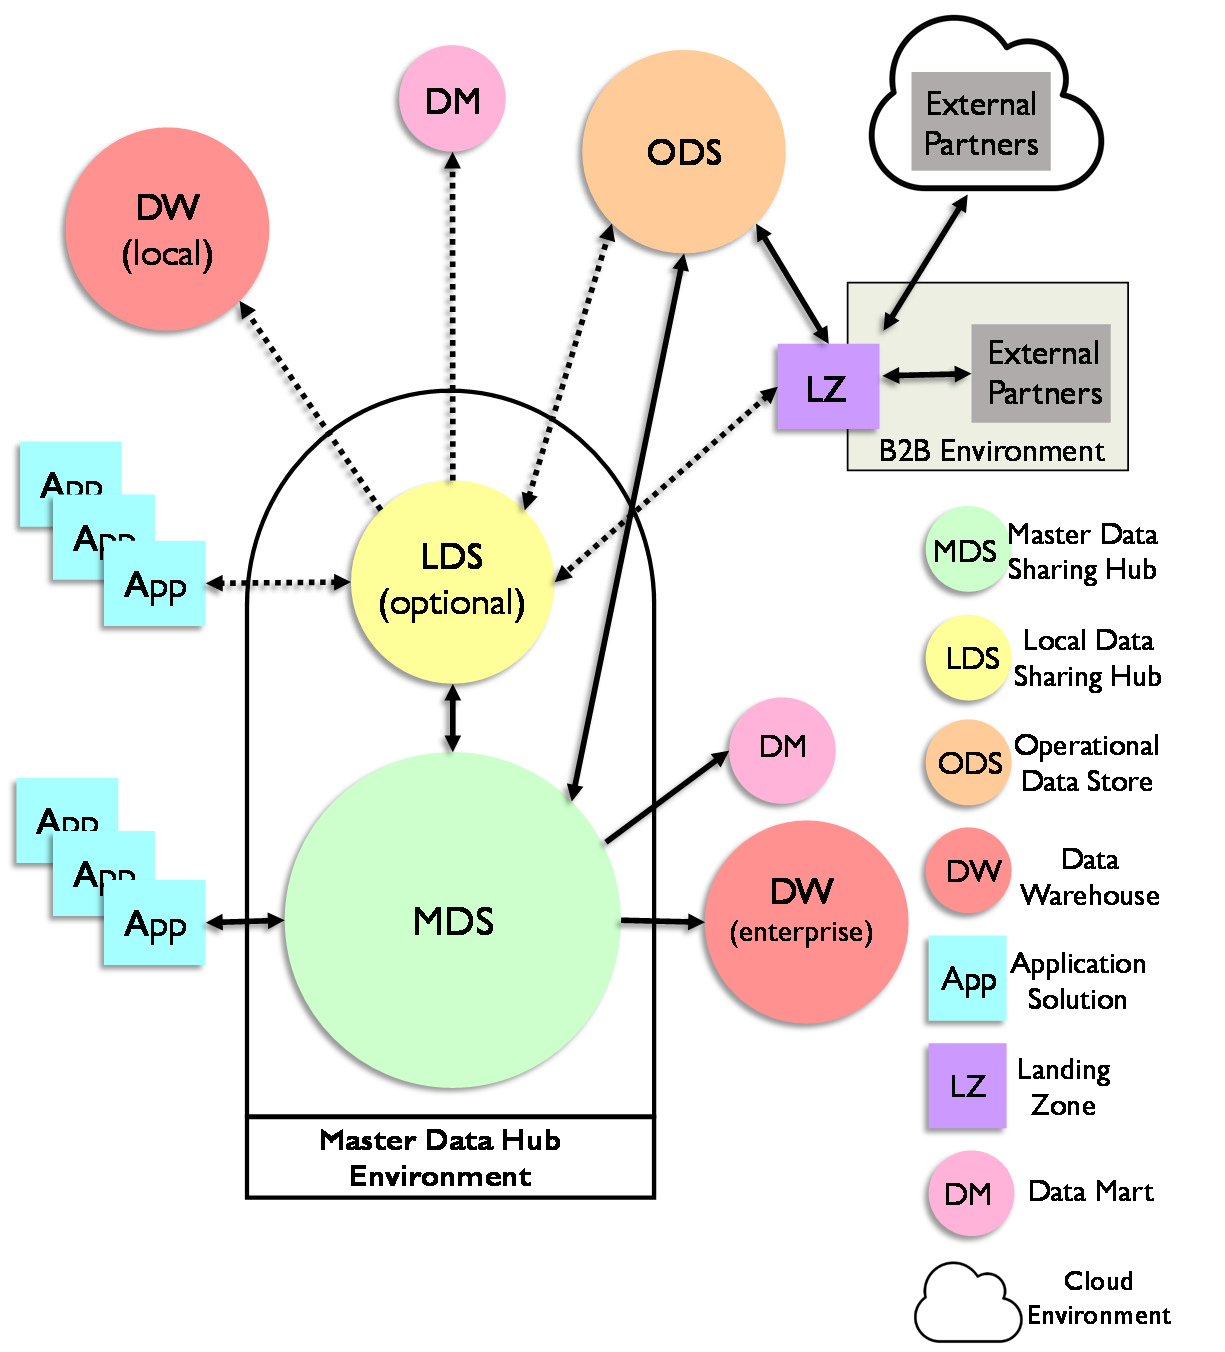 DM
ODS
External
Partners
DW
(local)
LZ
External
Partners
B2B Environment
App
App
App
LDS
(optional)
App
App
App
MDS
DM
DW
(enterprise)
Master Data Hub
Environment
MDS
Master Data
Sharing Hub
LDS
Local Data
Sharing Hub
ODS
Operational
Data Store
DW
Data
Warehouse
App
Application
Solution
LZ
Landing
Zone
DM
Data Mart
Cloud
Environment